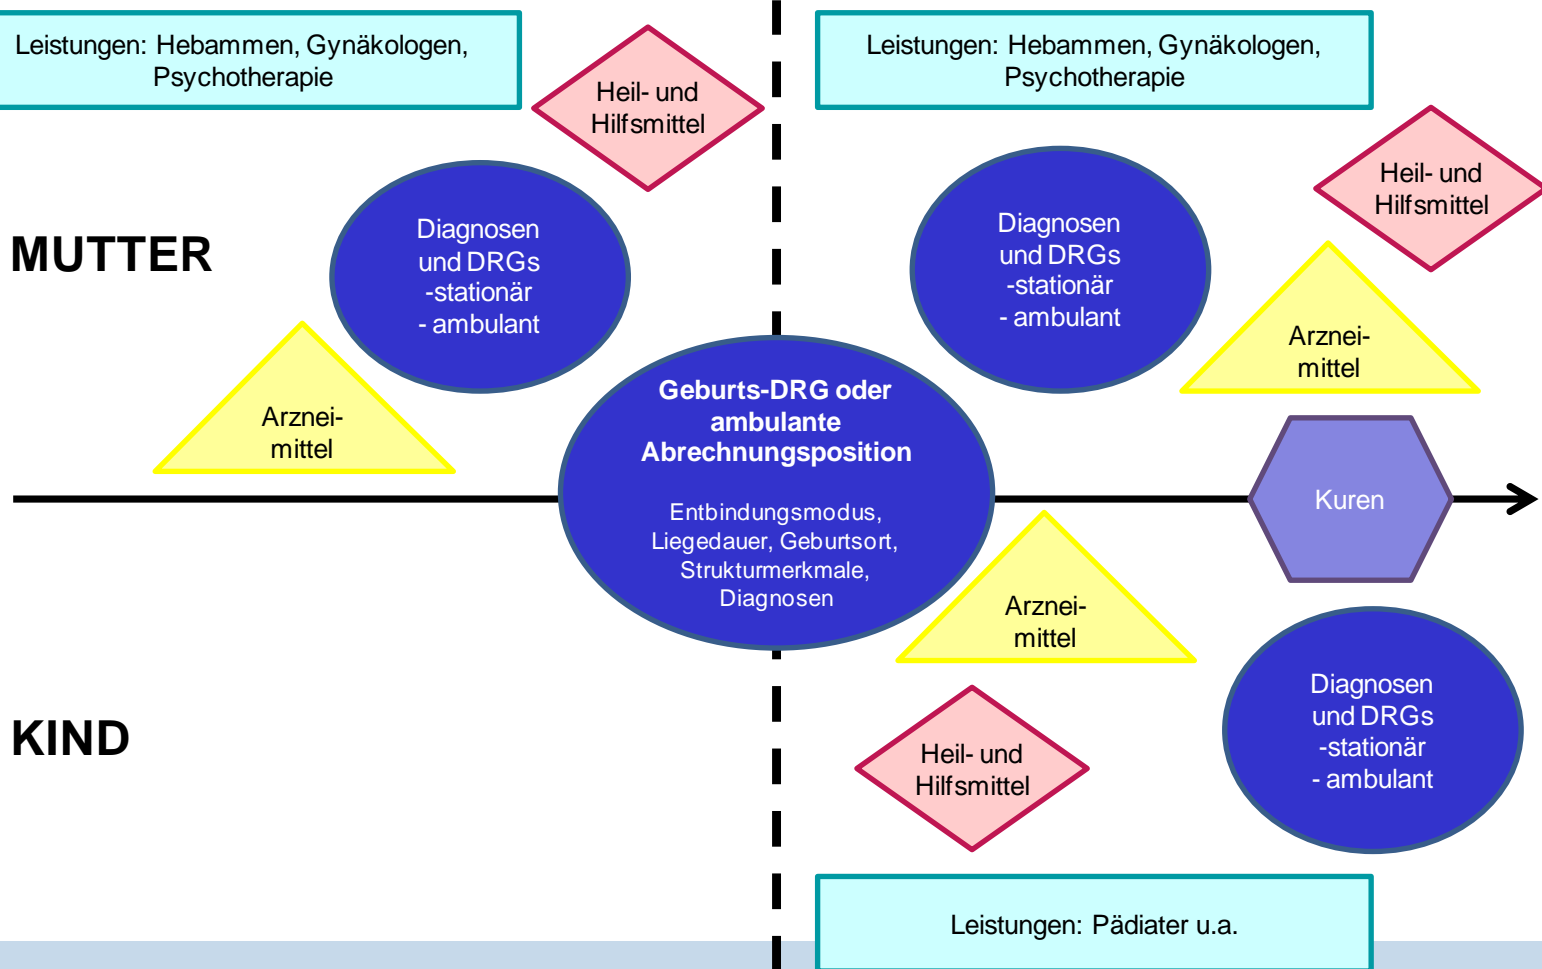 Leistungen: Hebammen, Gynäkologen,
Psychotherapie
Heil- und
Hilfsmittel
Leistungen: Hebammen, Gynäkologen,
Psychotherapie
Heil- und
Hilfsmittel
MUTTER
Diagnosen
und DRGs
-stationär
- ambulant
Diagnosen
und DRGs
-stationär
- ambulant
Arznei-
mittel
Arznei-
mittel
Geburts-DRG oder
ambulante
Abrechnungsposition
Entbindungsmodus,
Liegedauer, Geburtsort,
Strukturmerkmale,
Diagnosen
Kuren
Arznei-
mittel
KIND
Heil- und
Hilfsmittel
Diagnosen
und DRGs
-stationär
- ambulant
Leistungen: Pädiater u.a.